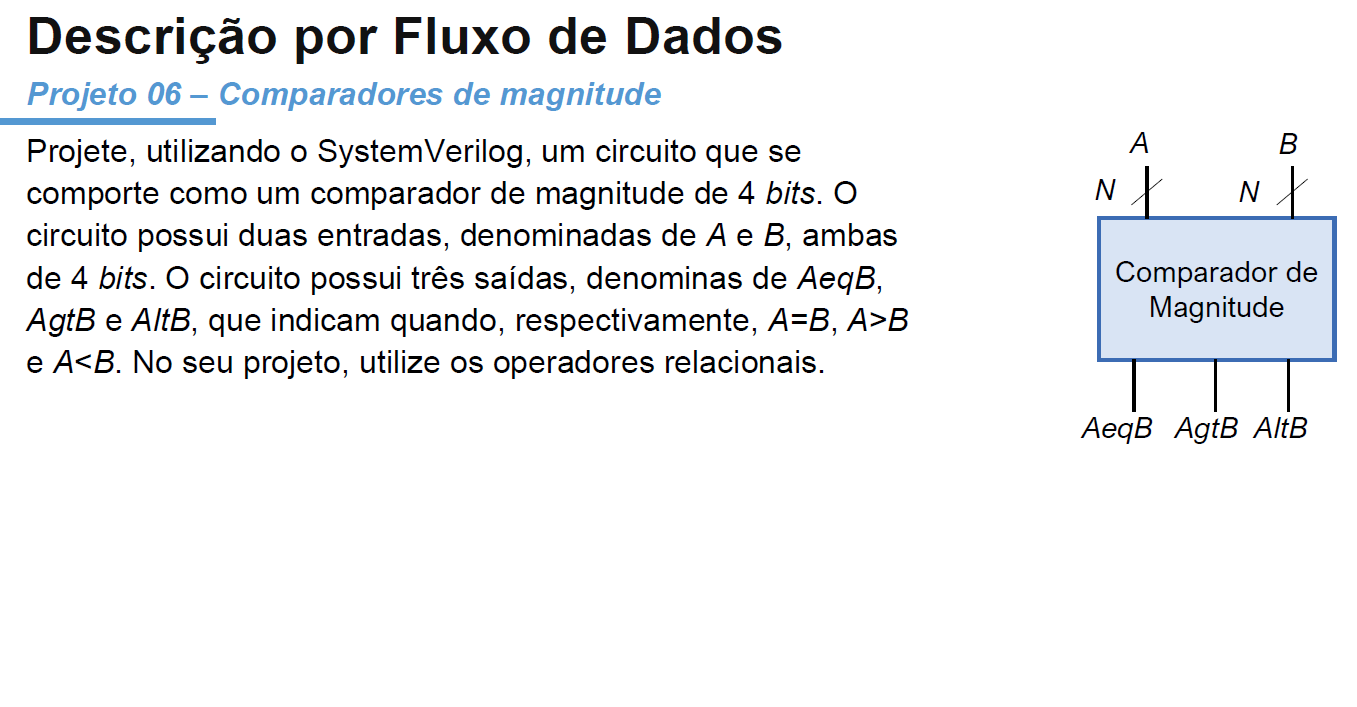 Descrição por Fluxo de Dados
Projeto 06 – Comparadores de magnitude
Projete, utilizando o SystemVerilog, um circuito que se
comporte como um comparador de magnitude de 4 bits. O
circuito possui duas entradas, denominadas de A e B, ambas
de 4 bits. O circuito possui três saídas, denominas de AeqB,
AgtB e AltB, que indicam quando, respectivamente, A=B, A>B
e A<B. No seu projeto, utilize os operadores relacionais.
A B
N N
Comparador de
Magnitude
AeqB AgtB AltB